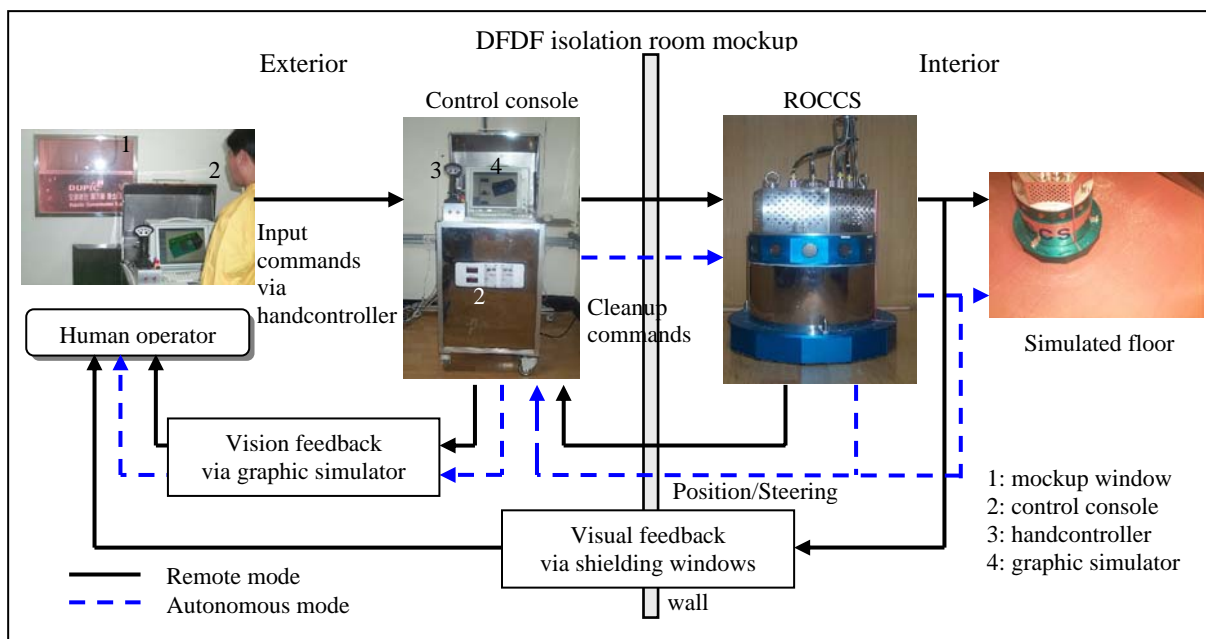 DFDF isolation room mockup
Exterior
Interior
Control console
ROCCS
1
2
DUPIC
3
4
2
CS
Input
commands
via
handcontroller
Cleanup
commands
Human operator
Simulated floor
Vision feedback
via graphic simulator
Position/Steering
Visual feedback
via shielding windows
1: mockup window
2: control console
3: handcontroller
4: graphic simulator
Remote mode
Autonomous mode
wall